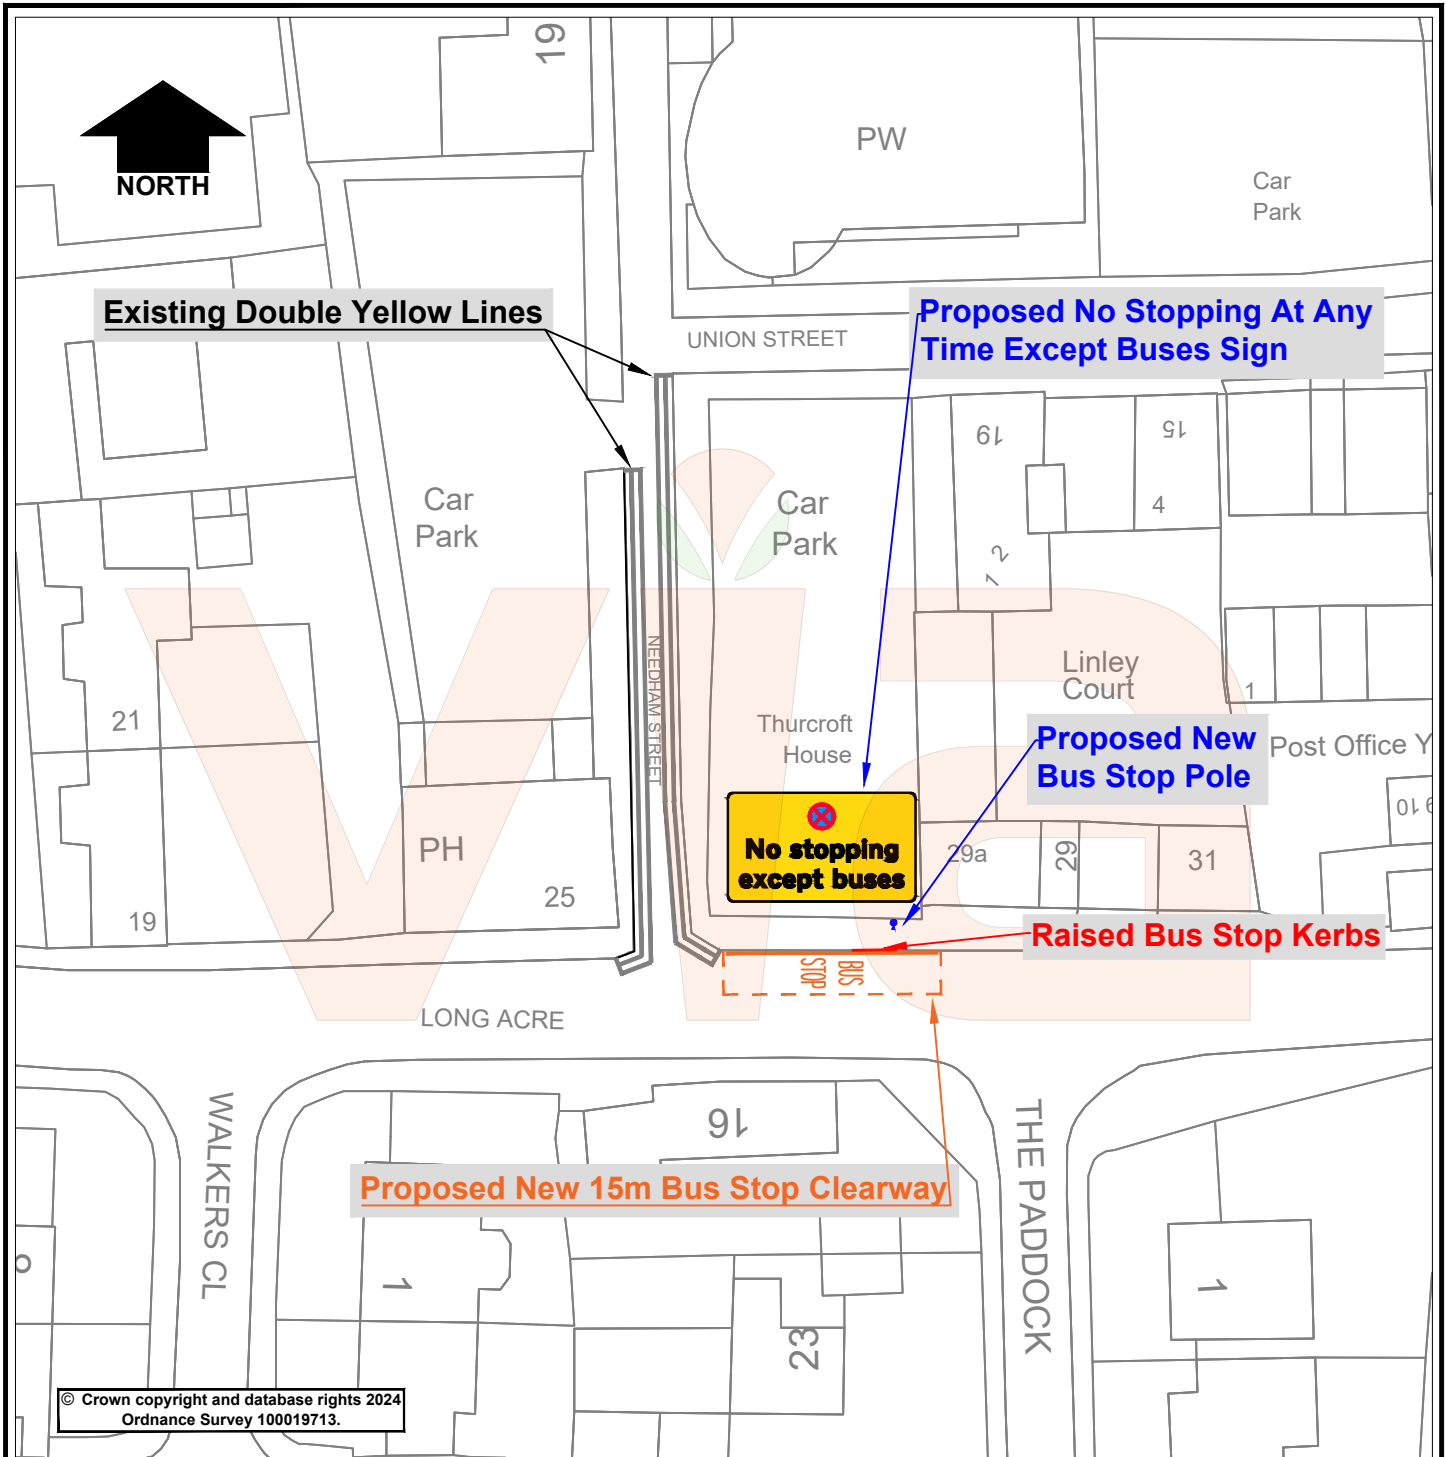 19
PW
Car
Park
NORTH
Existing Double Yellow Lines
Proposed No Stopping At Any
Time Except Buses Sign
UNION STREET
19
15
4
Car
Park
Car
Park
1 2
NEEDHAM STREET
Linley
Court
1
21
Thurcroft
House
Proposed New
Bus Stop Pole
Post Office Y
10
PH
No stopping
except buses
29a
29
31
25
19
Raised Bus Stop Kerbs
BUS
STOP
LONG ACRE
via
WALKERS CL
16
THE PADDOCK
Proposed New 15m Bus Stop Clearway
1
1
23
© Crown copyright and database rights 2024
Ordnance Survey 100019713.